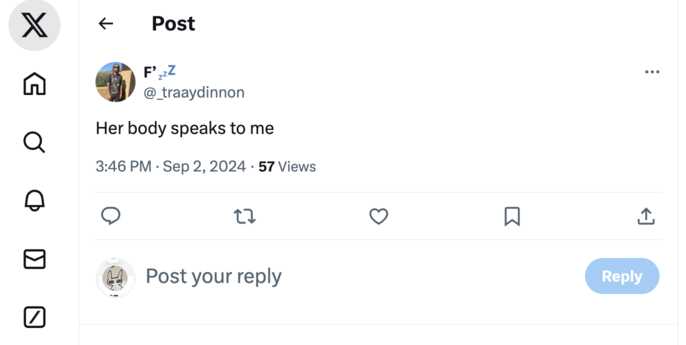 Post
F’💤
@_traaydinnon
Her body speaks to me
3:46 PM · Sep 2, 2024 · 57 Views
Post your reply
Reply